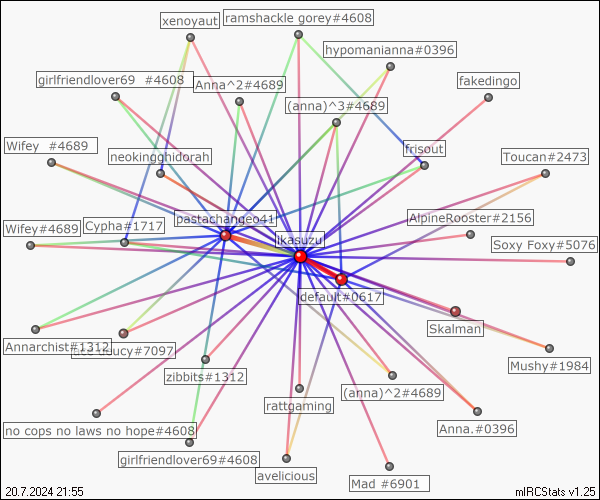 xenoyaut
ramshackle gorey#4608
hypomanianna#0396
girlfriendlover69 #4608
Anna^2#4689
fakedingo
(anna)^3#4689
Wifey #4689
neokingghidorah
frisout
Toucan#2473
pastachangeo41
Wifey#4689
Cypha#1717
AlpineRooster#2156
ikasuzu
Soxy Foxy#5076
default#0617
Skalman
Annarchist#1312
#7097
Mushy#1984
zibbits#1312
(anna)^2#4689
rattgaming
no cops no laws no hope#4608
Anna.#0396
girlfriendlover69#4608
avelicious
Mad #6901
20.7.2024 21:55
mIRCStats v1.25